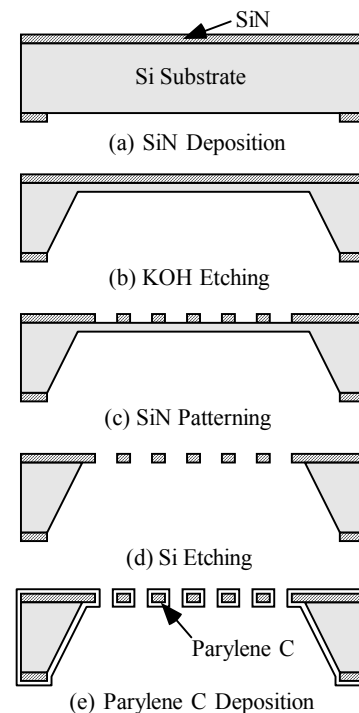 SiN
Si Substrate
(a) SiN Deposition
(b) KOH Etching
(c) SiN Patterning
(d) Si Etching
Parylene C
(e) Parylene C Deposition